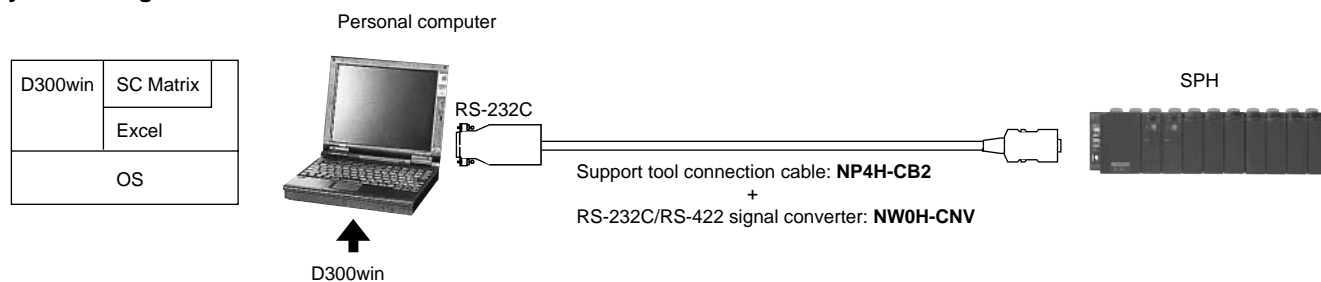 Personal computer
D300win
SC Matrix
Excel
OS
RS-232C
SPH
Support tool connection cable: NP4H-CB2
+
RS-232C/RS-422 signal converter: NW0H-CNV
D300win